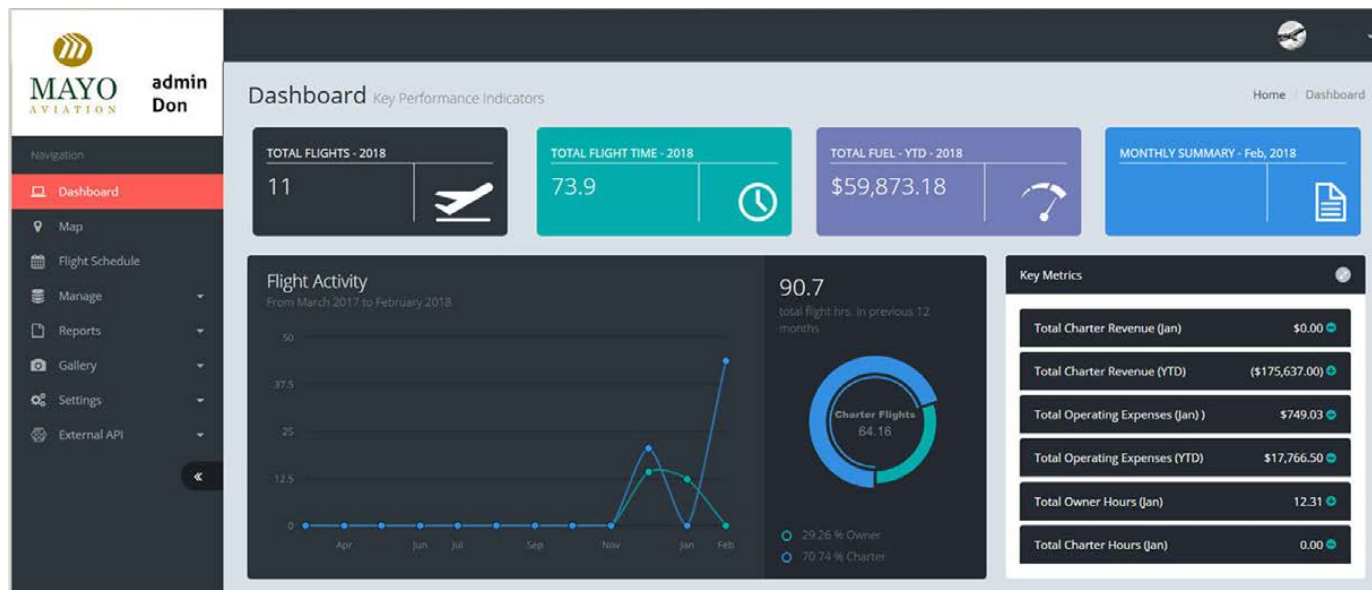 MAYO
AVIATION
admin
Don
Navigation
Dashboard
Map
Flight Schedule
Manage
Reports
Gallery
Settings
External API
«
Dashboard Key Performance Indicators
Home / Dashboard
TOTAL FLIGHTS - 2018
11
TOTAL FLIGHT TIME - 2018
73.9
TOTAL FUEL - YTD - 2018
$59,873.18
MONTHLY SUMMARY - Feb, 2018
Flight Activity
From March 2017 to February 2018
50
37.5
25
12.5
0
Apr Jun Jul Sep Nov Jan Feb
90.7
total flight hrs. in previous 12
months
Charter Flights
64.16
29.26 % Owner
70.74 % Charter
Key Metrics
Total Charter Revenue (Jan) $0.00
Total Charter Revenue (YTD) ($175,637.00)
Total Operating Expenses (Jan) ) $749.03
Total Operating Expenses (YTD) $17,766.50
Total Owner Hours (Jan) 12.31
Total Charter Hours (Jan) 0.00